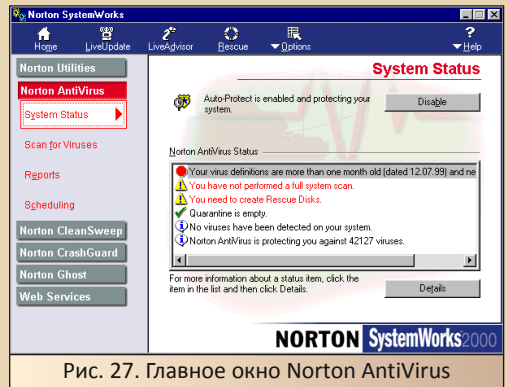 Norton SystemWorks
Home LiveUpdate LiveAdvisor Rescue Options ? Help
Norton Utilities
Norton AntiVirus
System Status
Scan for Viruses
Reports
Scheduling
Norton CleanSweep
Norton CrashGuard
Norton Ghost
Web Services
System Status
Auto-Protect is enabled and protecting your
system.
Disable
Norton AntiVirus Status
Your virus definitions are more than one month old (dated 12.07.99) and ne
You have not performed a full system scan.
You need to create Rescue Disks.
Quarantine is empty.
No viruses have been detected on your system.
Norton AntiVirus is protecting you against 42127 viruses.
For more information about a status item, click the
item in the list and then click Details.
Details
NORTON SystemWorks 2000
Рис. 27. Главное окно Norton AntiVirus